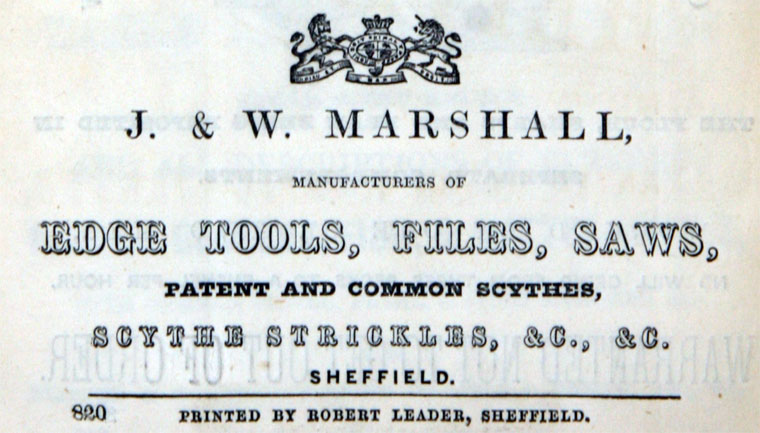 J. & W. MARSHALL,
MANUFACTURERS OF
EDGE TOOLS, FILES, SAWS,
PATENT AND COMMON SCYTHES,
SCYTHE STRICKLES, &C., &C.
SHEFFIELD.
820 PRINTED BY ROBERT LEADER, SHEFFIELD.